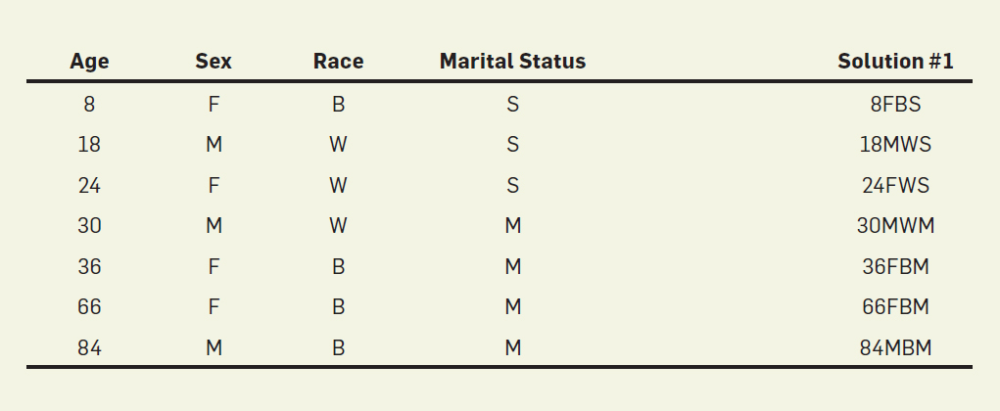 Age Sex Race Marital Status Solution #1
8 F B S 8FBS
18 M W S 18MWS
24 F W S 24FWS
30 M W M 30MWM
36 F B M 36FBM
66 F B M 66FBM
84 M B M 84MBM